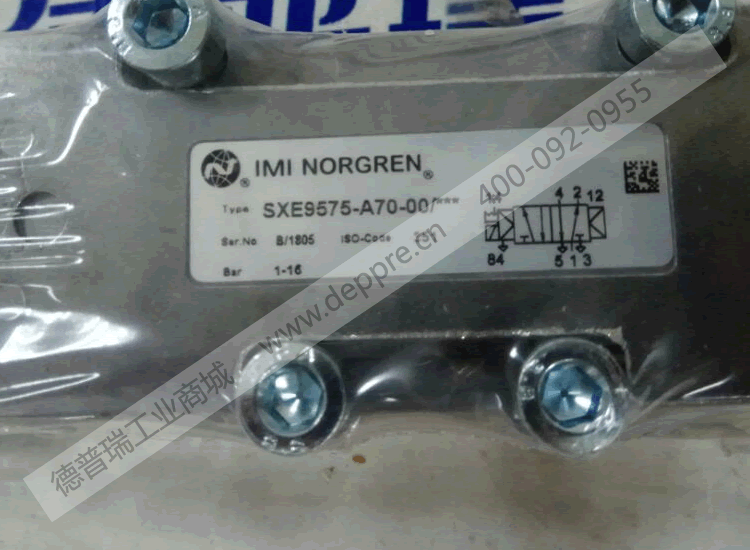 IMI NORGREN
Type SXE9575-A70-00/***
Ser.No B/1805 ISO-Code
Bar 1-16
14
4 2 12
84
5 1 3
400-092-0955
www.deppre.cn
德普瑞工业商城